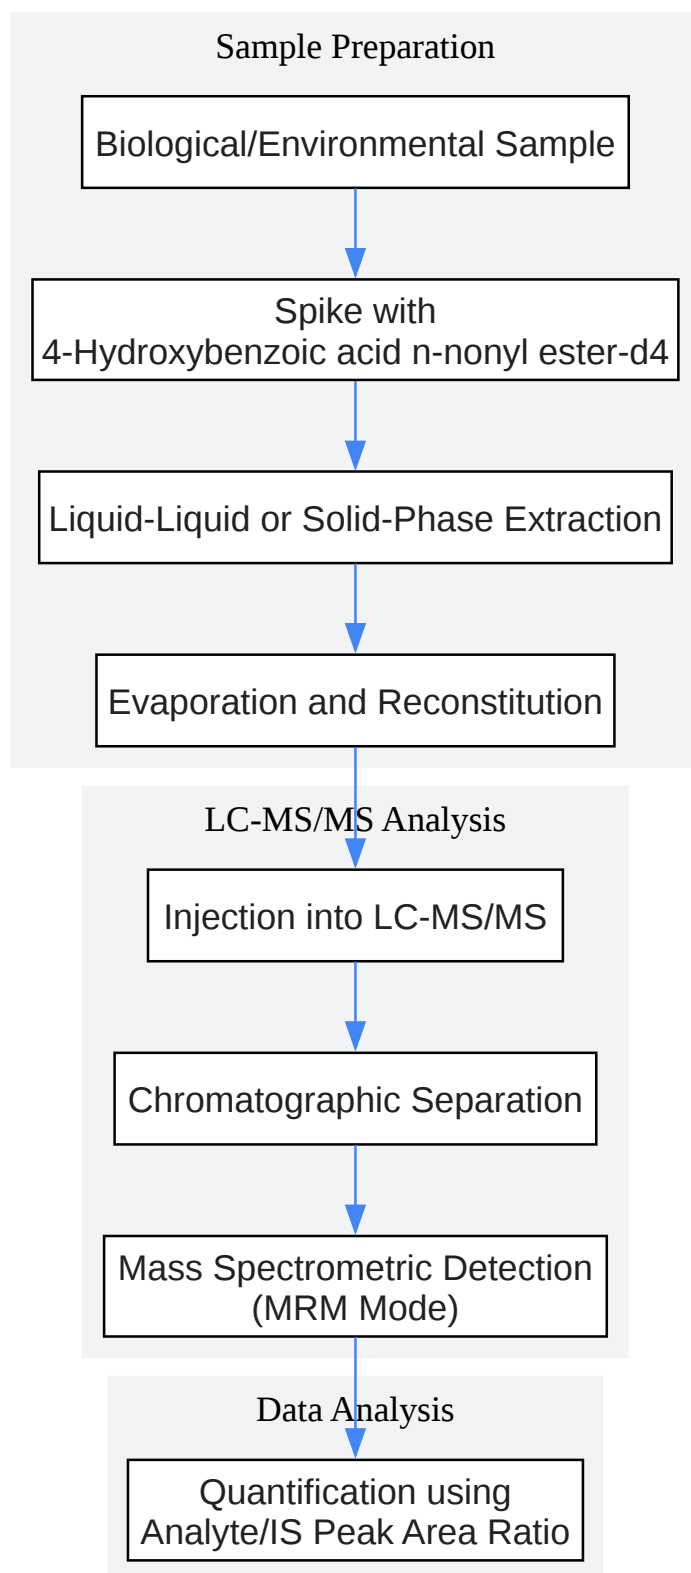 Sample Preparation
Biological/Environmental Sample
Spike with
4-Hydroxybenzoic acid n-nonyl ester-d4
Liquid-Liquid or Solid-Phase Extraction
Evaporation and Reconstitution
LC-MS/MS Analysis
Injection into LC-MS/MS
Chromatographic Separation
Mass Spectrometric Detection
(MRM Mode)
Data Analysis
Quantification using
Analyte/IS Peak Area Ratio